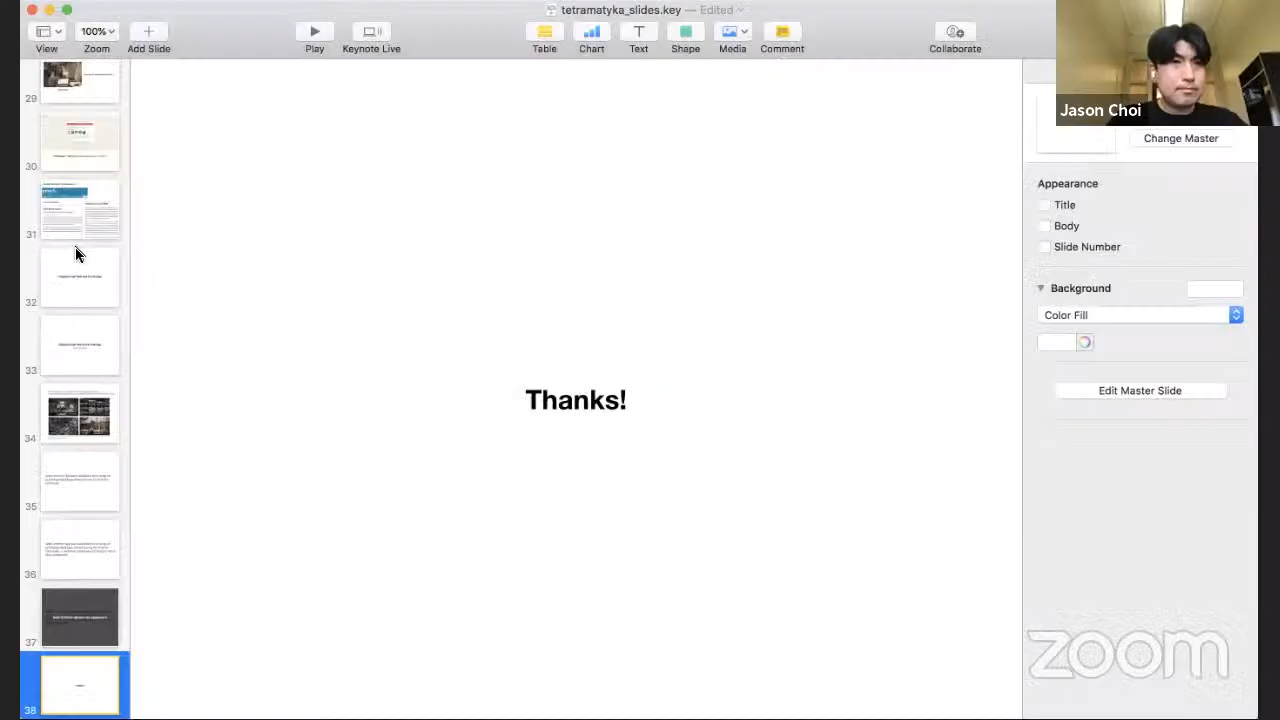 tetramatyka_slides.key — Edited
100%
View
Zoom
Add Slide
Play
Keynote Live
Table
Chart
Text
Shape
Media
Comment
Collaborate
Jason Choi
29
30
31
32
33
34
35
36
37
38
Thanks!
Change Master
Appearance
Title
Body
Slide Number
Background
Color Fill
Edit Master Slide
zoom